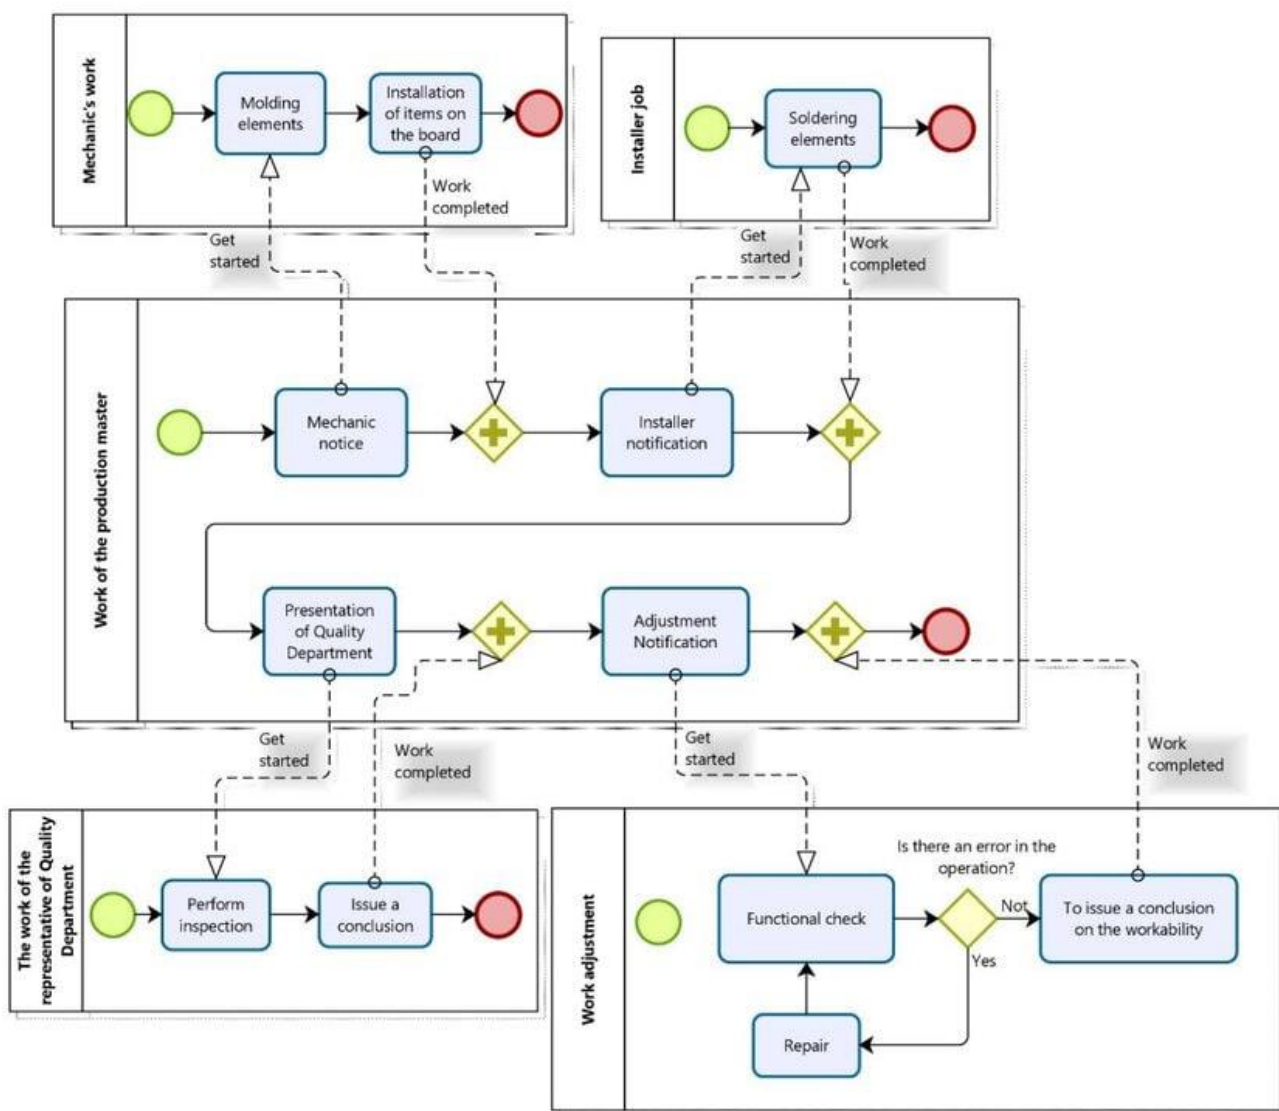 Mechanic's work
Molding
elements
Installation
of items on
the board
Work
completed
Get
started
Installer job
Soldering
elements
Get
started
Work
completed
Work of the production master
Mechanic
notice
Installer
notification
Presentation
of Quality
Department
Adjustment
Notification
Get
started
Work
completed
Get
started
Work
completed
The work of the
representative of Quality
Department
Perform
inspection
Issue a
conclusion
Work adjustment
Is there an error in the
operation?
Functional check
Not
To issue a conclusion
on the workability
Yes
Repair